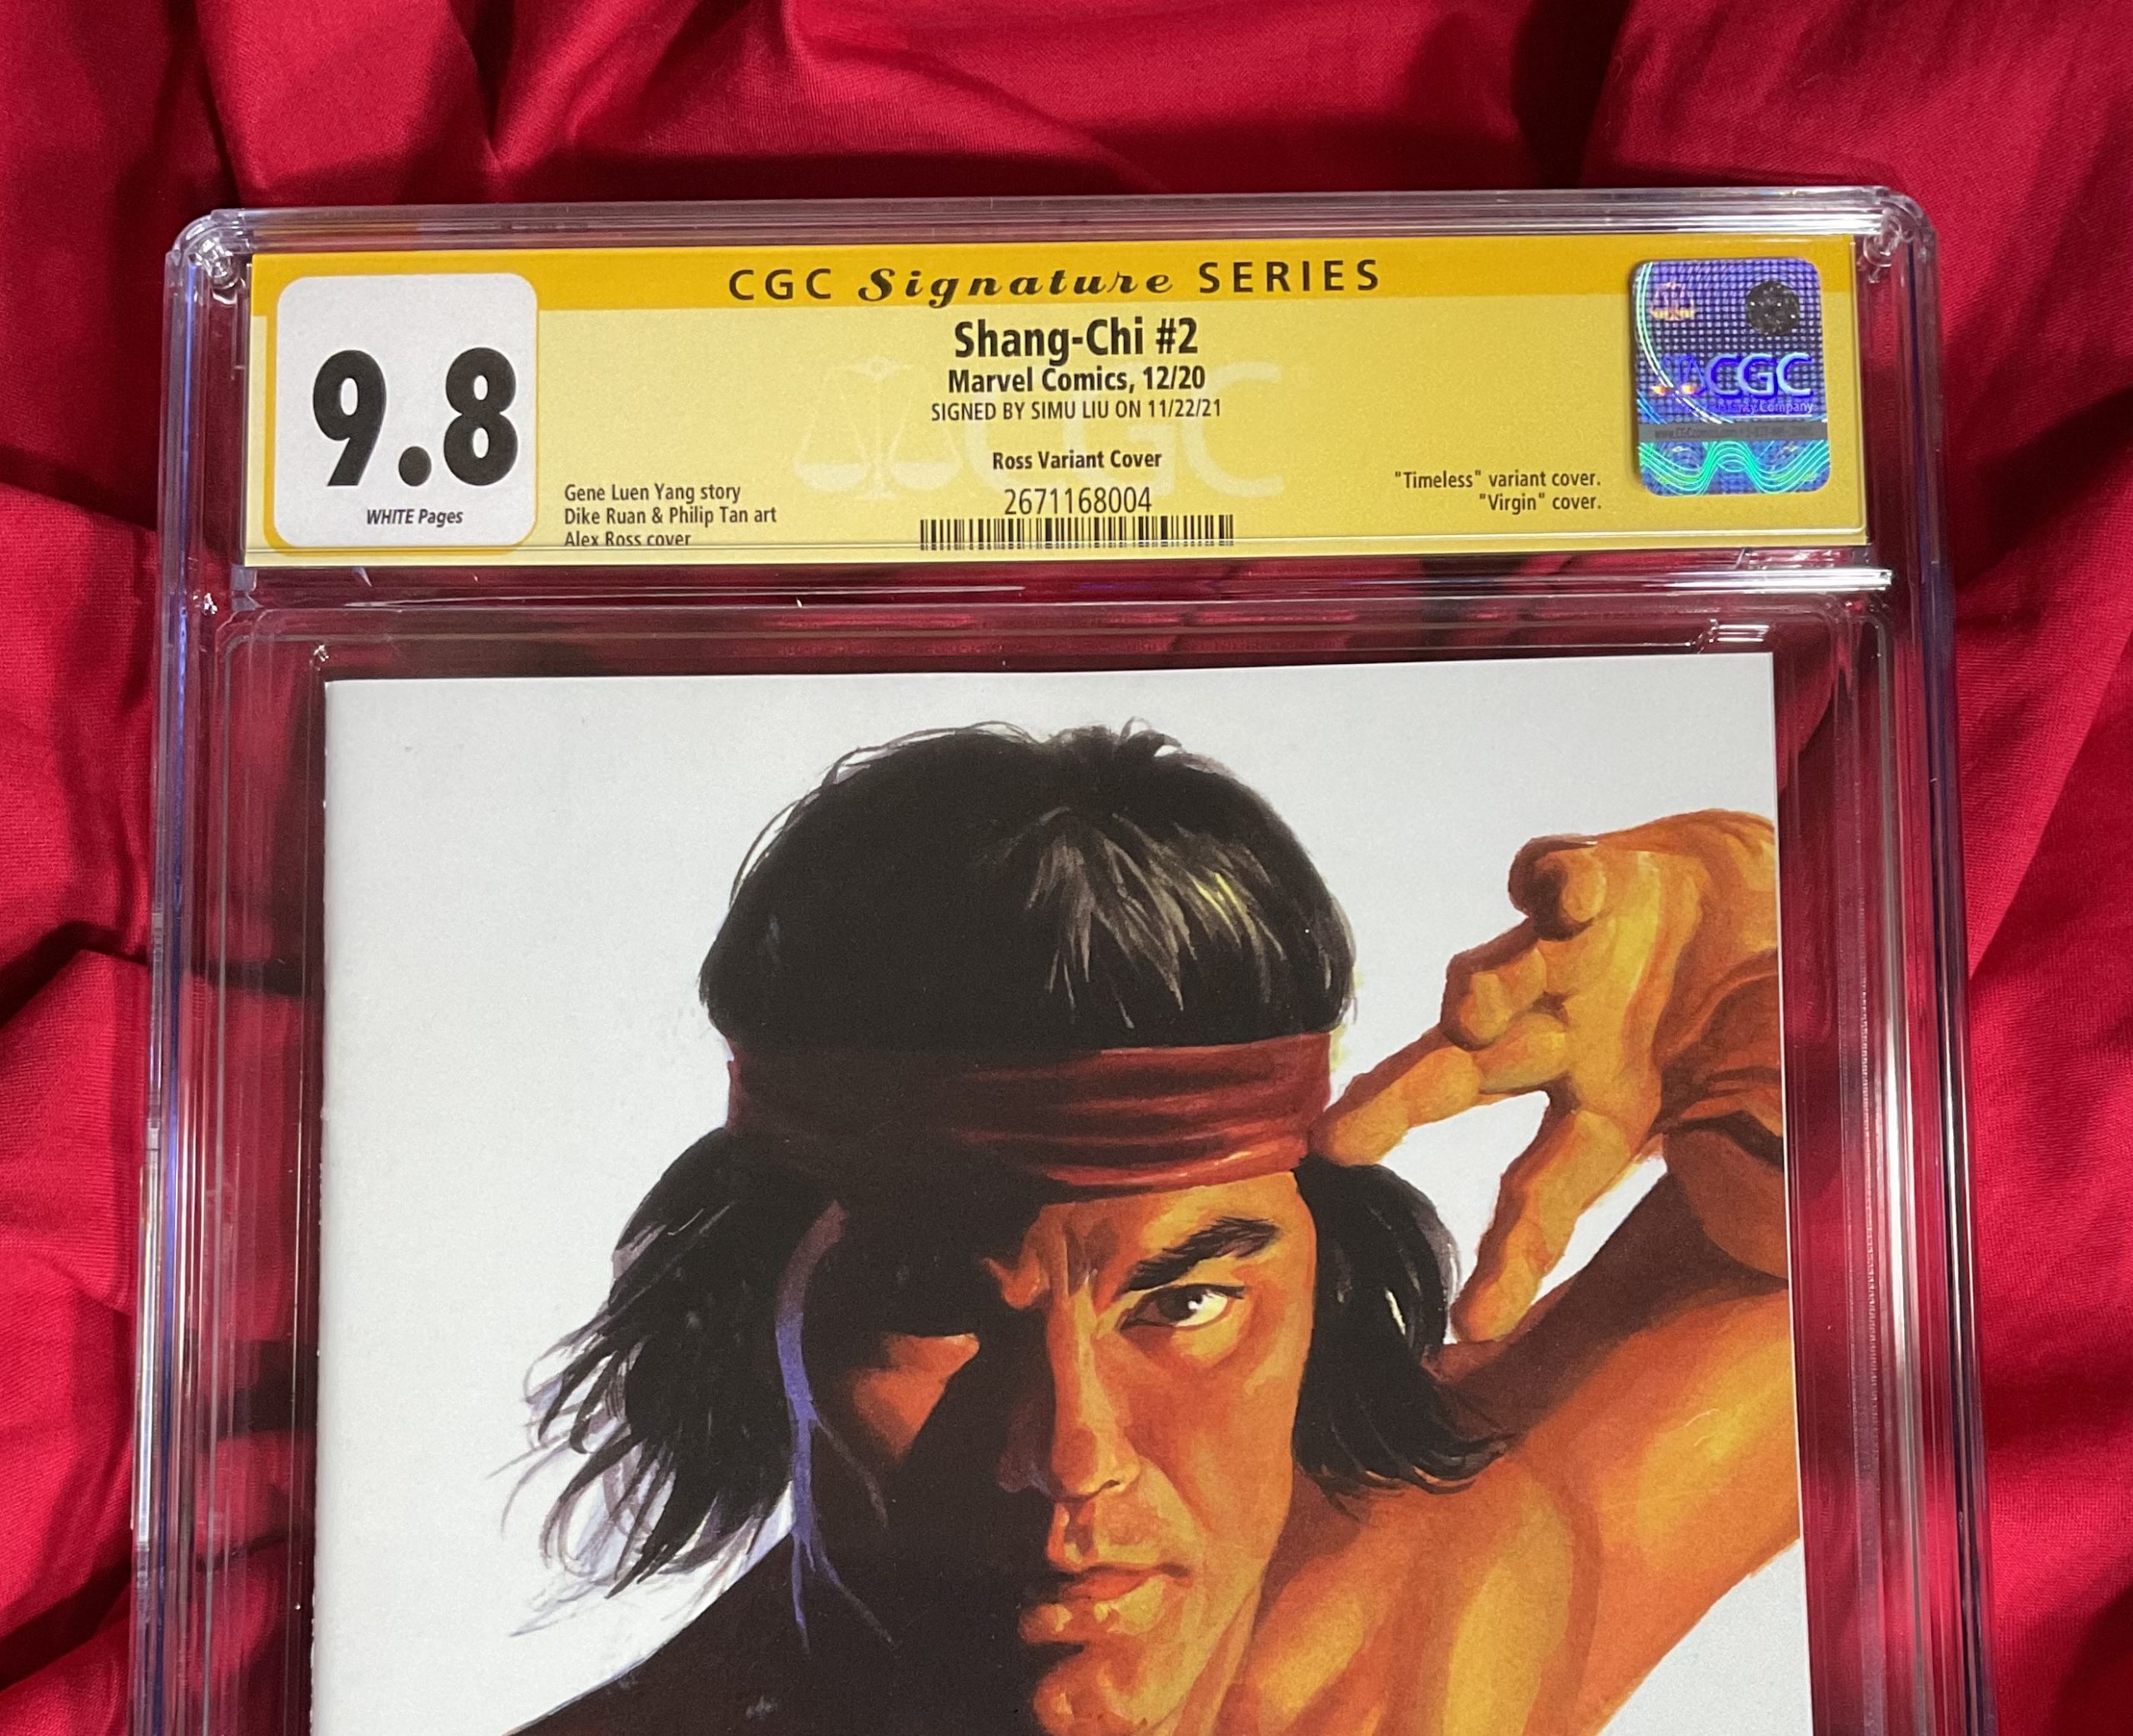 CGC Signature SERIES
9.8
WHITE Pages
Shang-Chi #2
Marvel Comics, 12/20
SIGNED BY SIMU LIU ON 11/22/21
Ross Variant Cover
2671168004
Gene Luen Yang story
Dike Ruan & Philip Tan art
Alex Ross cover
"Timeless" variant cover.
"Virgin" cover.
CGC
CGC